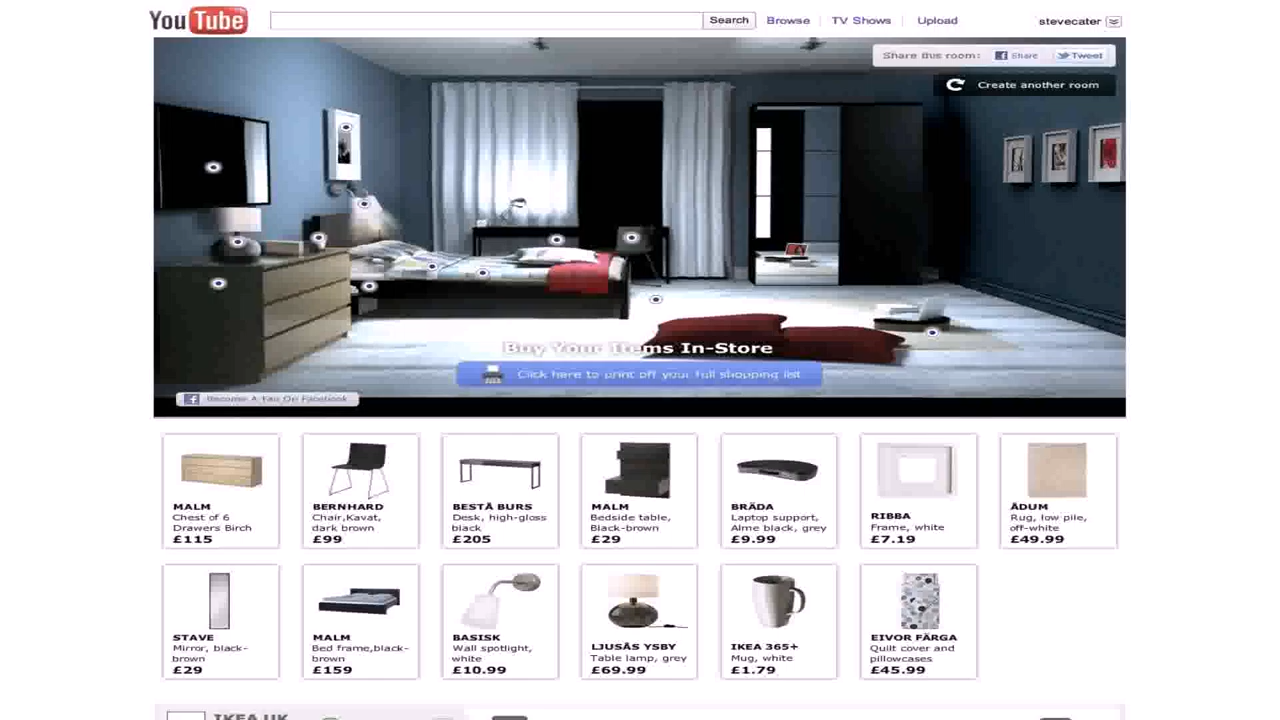 YouTube Search Browse TV Shows Upload stevecater
Share this room: Share Tweet
Create another room
Buy Your Items In-Store
Click here to print off your full shopping list
Become A Fan On Facebook
MALM
Chest of 6
Drawers Birch
£115
BERNHARD
Chair,Kavat,
dark brown
£99
BESTÅ BURS
Desk, high-gloss
black
£205
MALM
Bedside table,
Black-brown
£29
BRÄDA
Laptop support,
Alme black, grey
£9.99
RIBBA
Frame, white
£7.19
ÅDUM
Rug, low pile,
off-white
£49.99
STAVE
Mirror, black-
brown
£29
MALM
Bed frame,black-
brown
£159
BASISK
Wall spotlight,
white
£10.99
LJUSÅS YSBY
Table lamp, grey
£69.99
IKEA 365+
Mug, white
£1.79
EIVOR FÄRGA
Quilt cover and
pillowcases
£45.99
IKEA UK